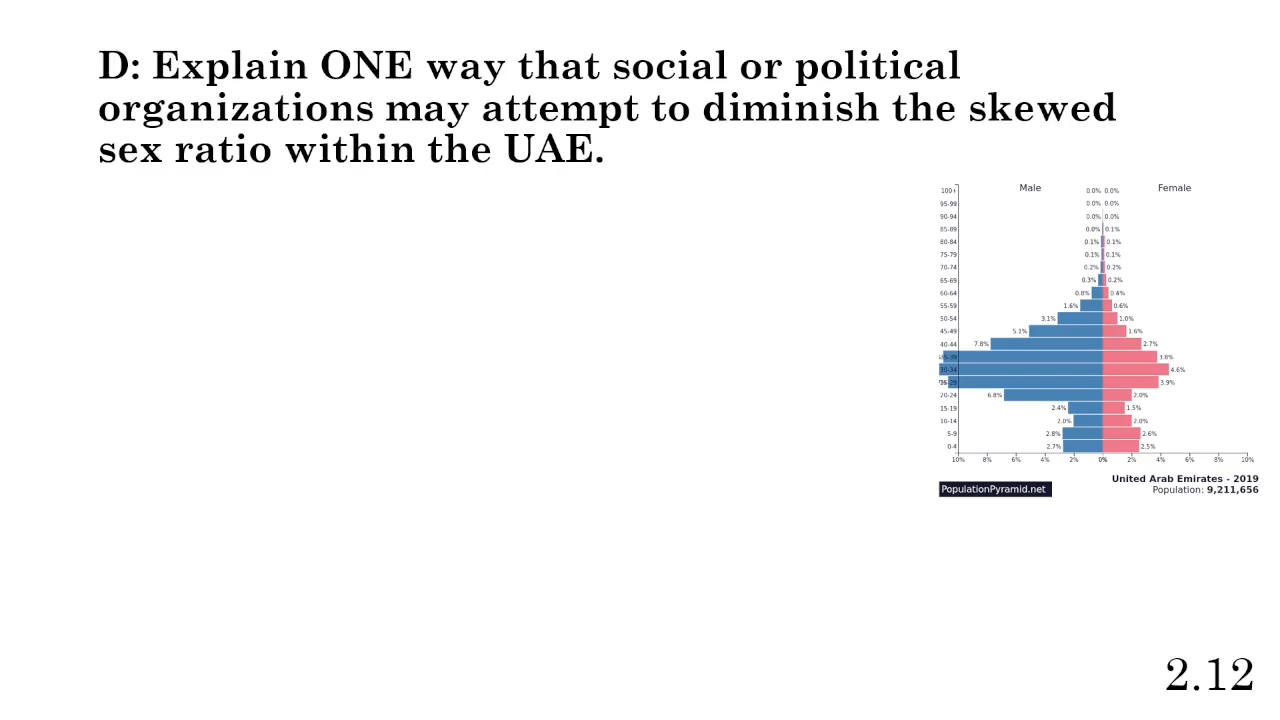 D: Explain ONE way that social or political
organizations may attempt to diminish the skewed
sex ratio within the UAE.
Male Female
100+ 0.0% 0.0%
95-99 0.0% 0.0%
90-94 0.0% 0.0%
85-89 0.0% 0.1%
80-84 0.1% 0.1%
75-79 0.1% 0.1%
70-74 0.2% 0.2%
65-69 0.3% 0.2%
60-64 0.8% 0.4%
55-59 1.6% 0.6%
50-54 3.1% 1.0%
45-49 5.1% 1.6%
40-44 7.8% 2.7%
35-39 3.8%
30-34 4.6%
25-29 3.9%
20-24 6.8% 2.0%
15-19 2.4% 1.5%
10-14 2.0% 2.0%
5-9 2.8% 2.6%
0-4 2.7% 2.5%
10% 8% 6% 4% 2% 0% 2% 4% 6% 8% 10%
PopulationPyramid.net
United Arab Emirates - 2019
Population: 9,211,656
2.12